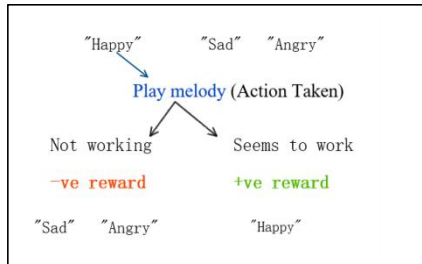 "Happy" "Sad" "Angry"
Play melody (Action Taken)
Not working Seems to work
-ve reward +ve reward
"Sad" "Angry" "Happy"